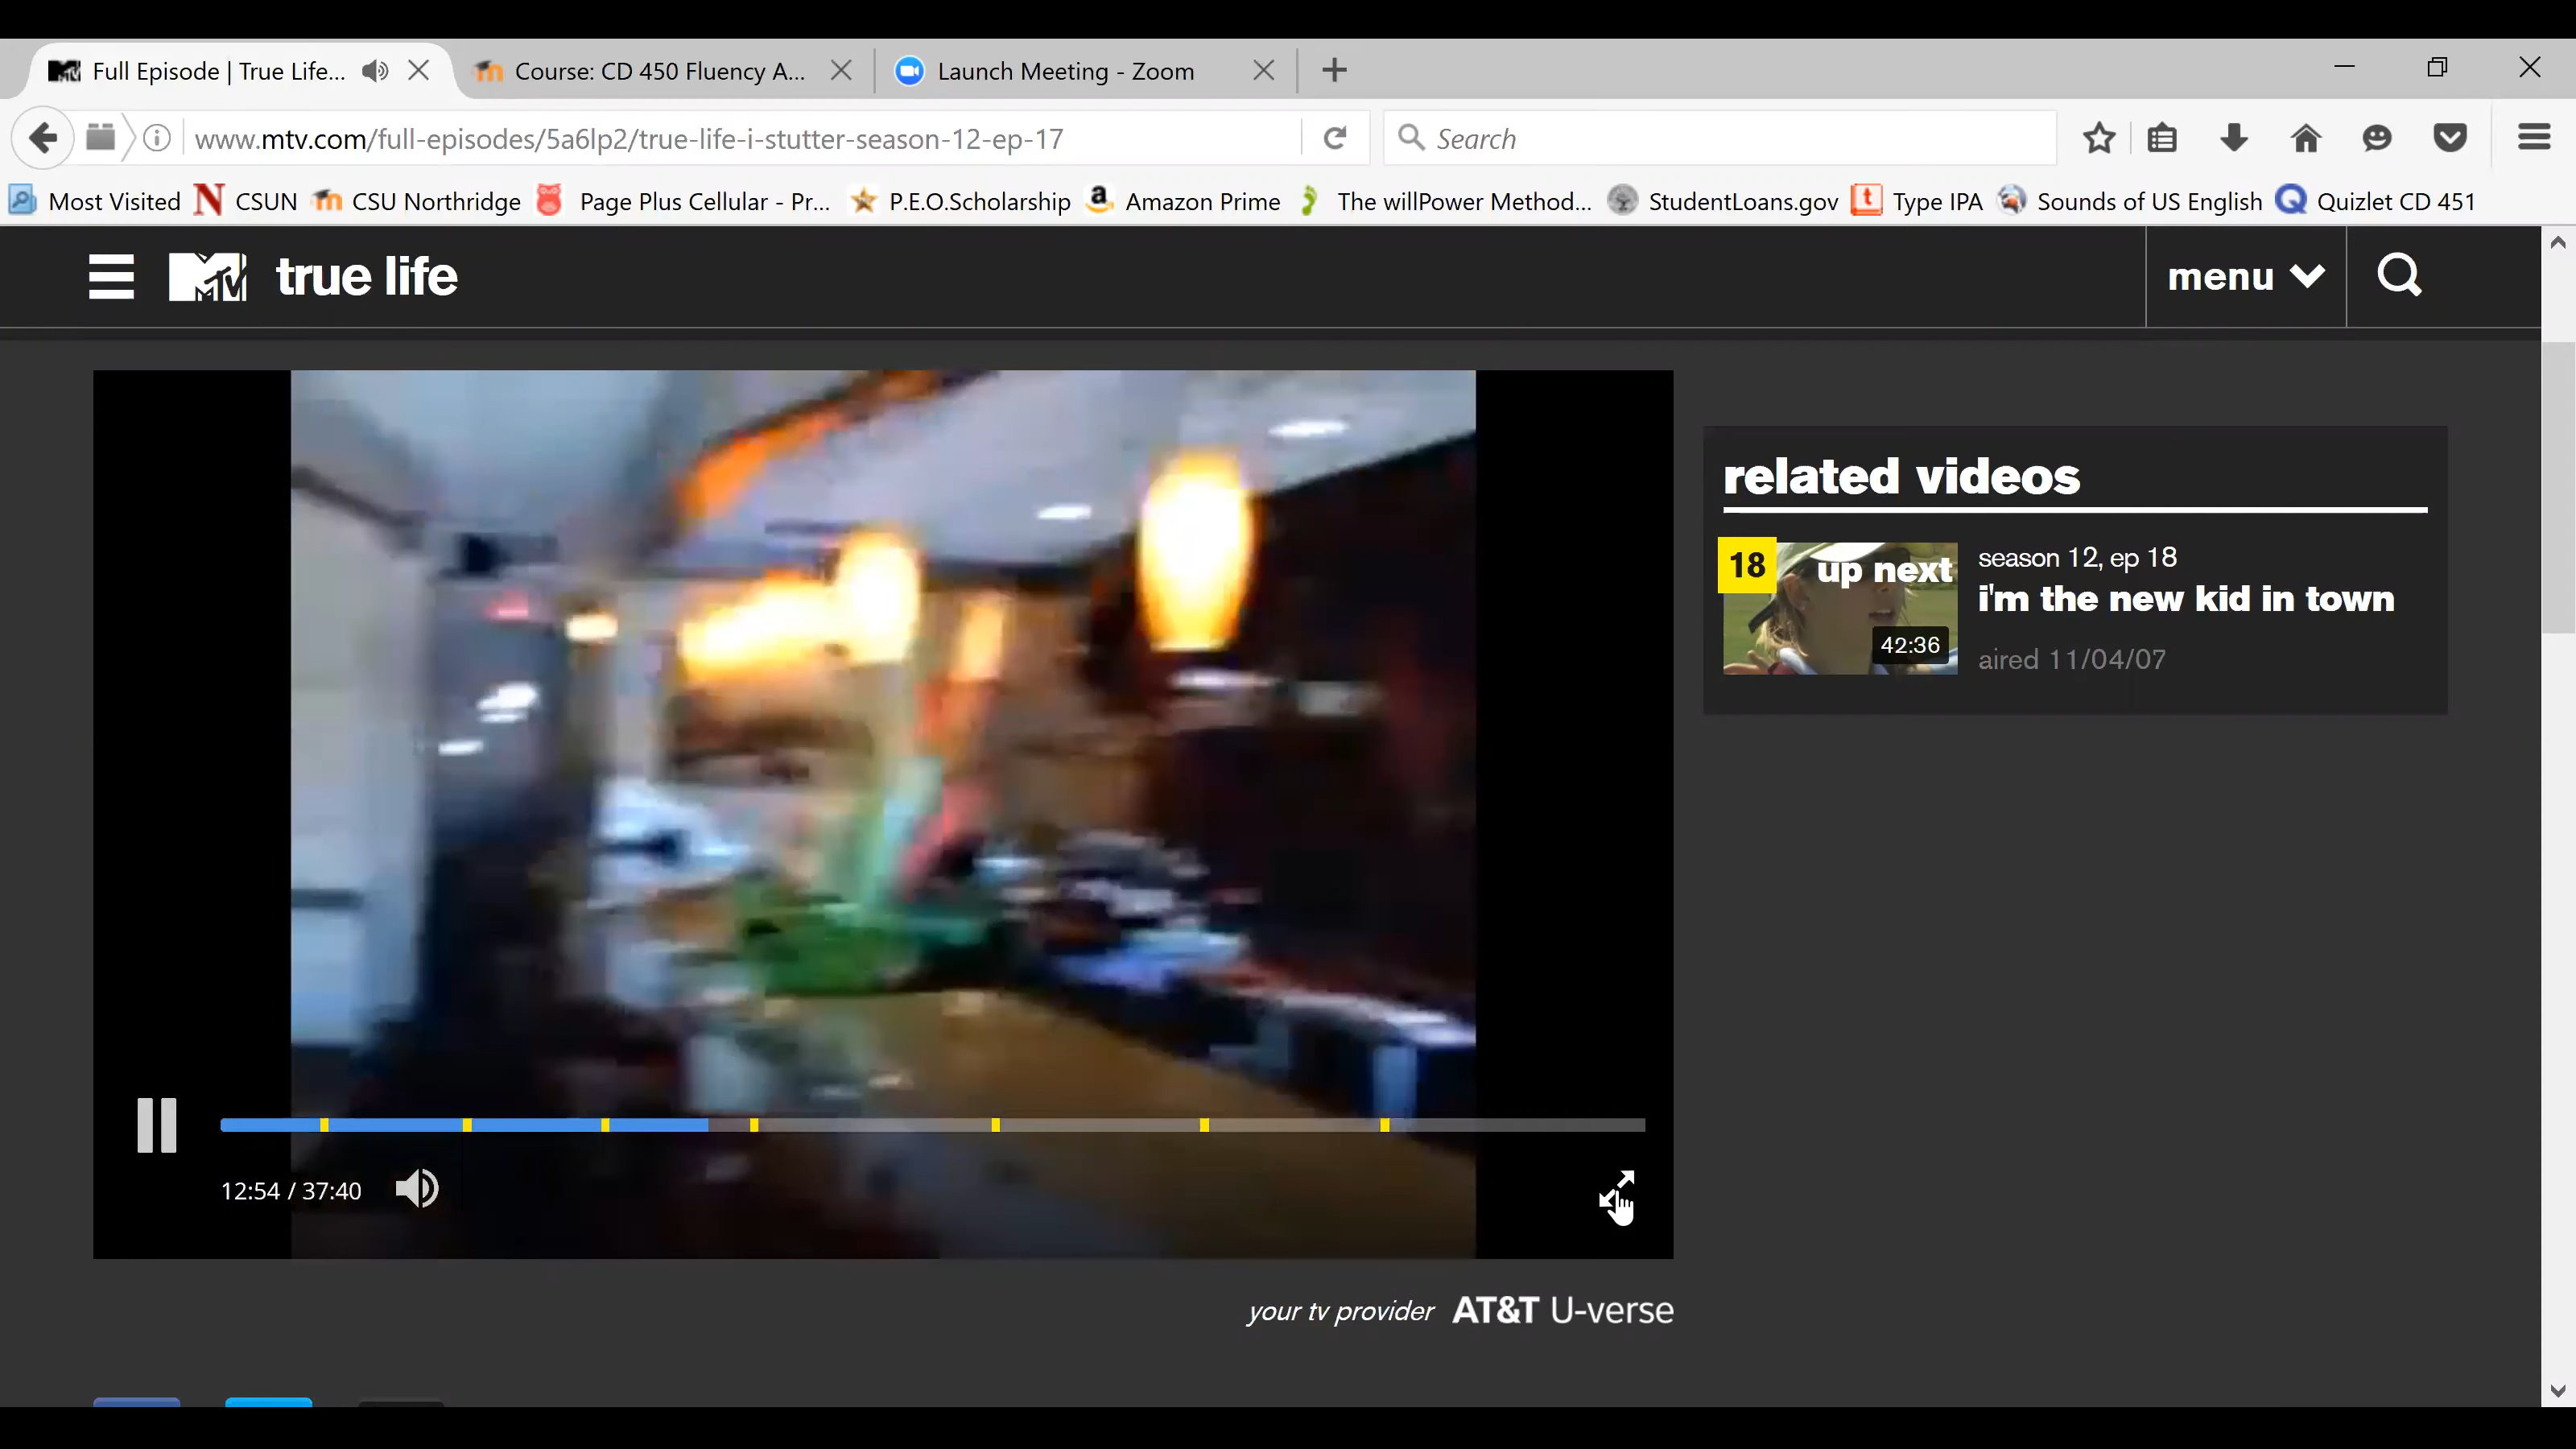 Full Episode | True Life...
Course: CD 450 Fluency A...
Launch Meeting - Zoom
www.mtv.com/full-episodes/5a6lp2/true-life-i-stutter-season-12-ep-17
Search
Most Visited
CSUN
CSU Northridge
Page Plus Cellular - Pr...
P.E.O.Scholarship
Amazon Prime
The willPower Method...
StudentLoans.gov
Type IPA
Sounds of US English
Quizlet CD 451
MTV
true life
menu
related videos
18
up next
42:36
season 12, ep 18
i'm the new kid in town
aired 11/04/07
12:54 / 37:40
your tv provider AT&T U-verse